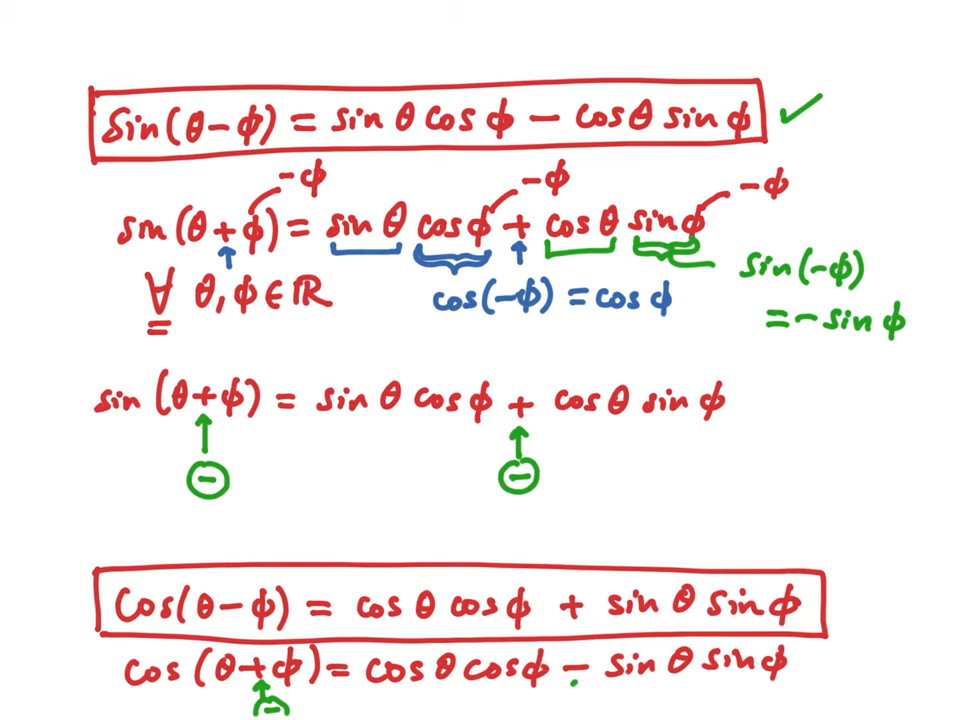 Sin(θ-ϕ) = sin θ cos ϕ - cos θ sin ϕ ✓
-ϕ -ϕ -ϕ
sin (θ+ϕ) = sin θ cos ϕ + cos θ sin ϕ
∀ θ, ϕ ∈ ℝ cos(-ϕ) = cos ϕ sin(-ϕ)
= - sin ϕ
sin (θ+ϕ) = sin θ cos ϕ + cos θ sin ϕ
- -
Cos(θ-ϕ) = cos θ cos ϕ + sin θ sin ϕ
cos (θ+ϕ) = cos θ cos ϕ - sin θ sin ϕ
-